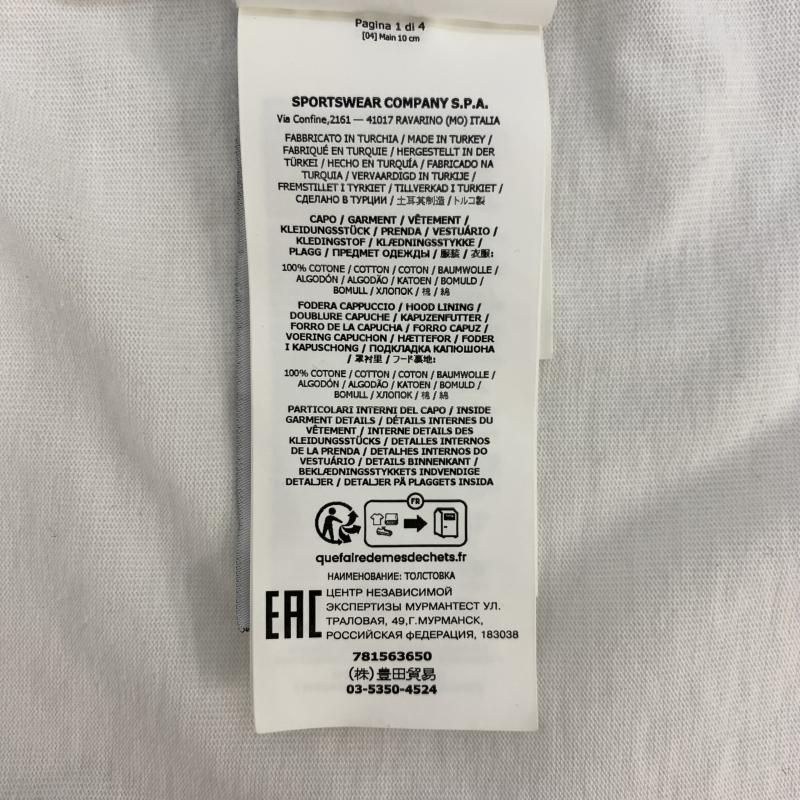 Pagina 1 di 4
[04] Main 10 cm
SPORTSWEAR COMPANY S.P.A.
Via Confine,2161 — 41017 RAVARINO (MO) ITALIA
FABBRICATO IN TURCHIA / MADE IN TURKEY /
FABRIQUÉ EN TURQUIE / HERGESTELLT IN DER
TÜRKEI / HECHO EN TURQUÍA / FABRICADO NA
TURQUIA / VERVAARDIGD IN TURKIJE /
FREMSTILLET I TYRKIET / TILLVERKAD I TURKIET /
СДЕЛАНО В ТУРЦИИ / 土耳其制造 / トルコ製
CAPO / GARMENT / VÊTEMENT /
KLEIDUNGSSTÜCK / PRENDA / VESTUÁRIO /
KLEDINGSTOF / KLÆDNINGSSTYKKE /
PLAGG / ПРЕДМЕТ ОДЕЖДЫ / 服装 / 衣服:
100% COTONE / COTTON / COTON / BAUMWOLLE /
ALGODÓN / ALGODÃO / KATOEN / BOMULD /
BOMULL / ХЛОПОК / 棉 / 綿
FODERA CAPPUCCIO / HOOD LINING /
DOUBLURE CAPUCHE / KAPUZENFUTTER /
FORRO DE LA CAPUCHA / FORRO CAPUZ /
VOERING CAPUCHON / HÆTTEFOR / FODER
I KAPUSCHONG / ПОДКЛАДКА КАПЮШОНА
/ 罩衬里 / フード裏地:
100% COTONE / COTTON / COTON / BAUMWOLLE /
ALGODÓN / ALGODÃO / KATOEN / BOMULD /
BOMULL / ХЛОПОК / 棉 / 綿
PARTICOLARI INTERNI DEL CAPO / INSIDE
GARMENT DETAILS / DÉTAILS INTERNES DU
VÊTEMENT / INTERNE DETAILS DES
KLEIDUNGSSTÜCKS / DETALLES INTERNOS
DE LA PRENDA / DETALHES INTERNOS DO
VESTUÁRIO / DETAILS BINNENKANT /
BEKLÆDNINGSSTYKKETS INDVENDIGE
DETALJER / DETALJER PÅ PLAGGETS INSIDA
FR
quefairedemesdechets.fr
НАИМЕНОВАНИЕ: ТОЛСТОВКА
EAC
ЦЕНТР НЕЗАВИСИМОЙ
ЭКСПЕРТИЗЫ МУРМАНТЕСТ УЛ.
ТРАЛОВАЯ, 49,Г.МУРМАНСК,
РОССИЙСКАЯ ФЕДЕРАЦИЯ, 183038
781563650
(株)豊田貿易
03-5350-4524